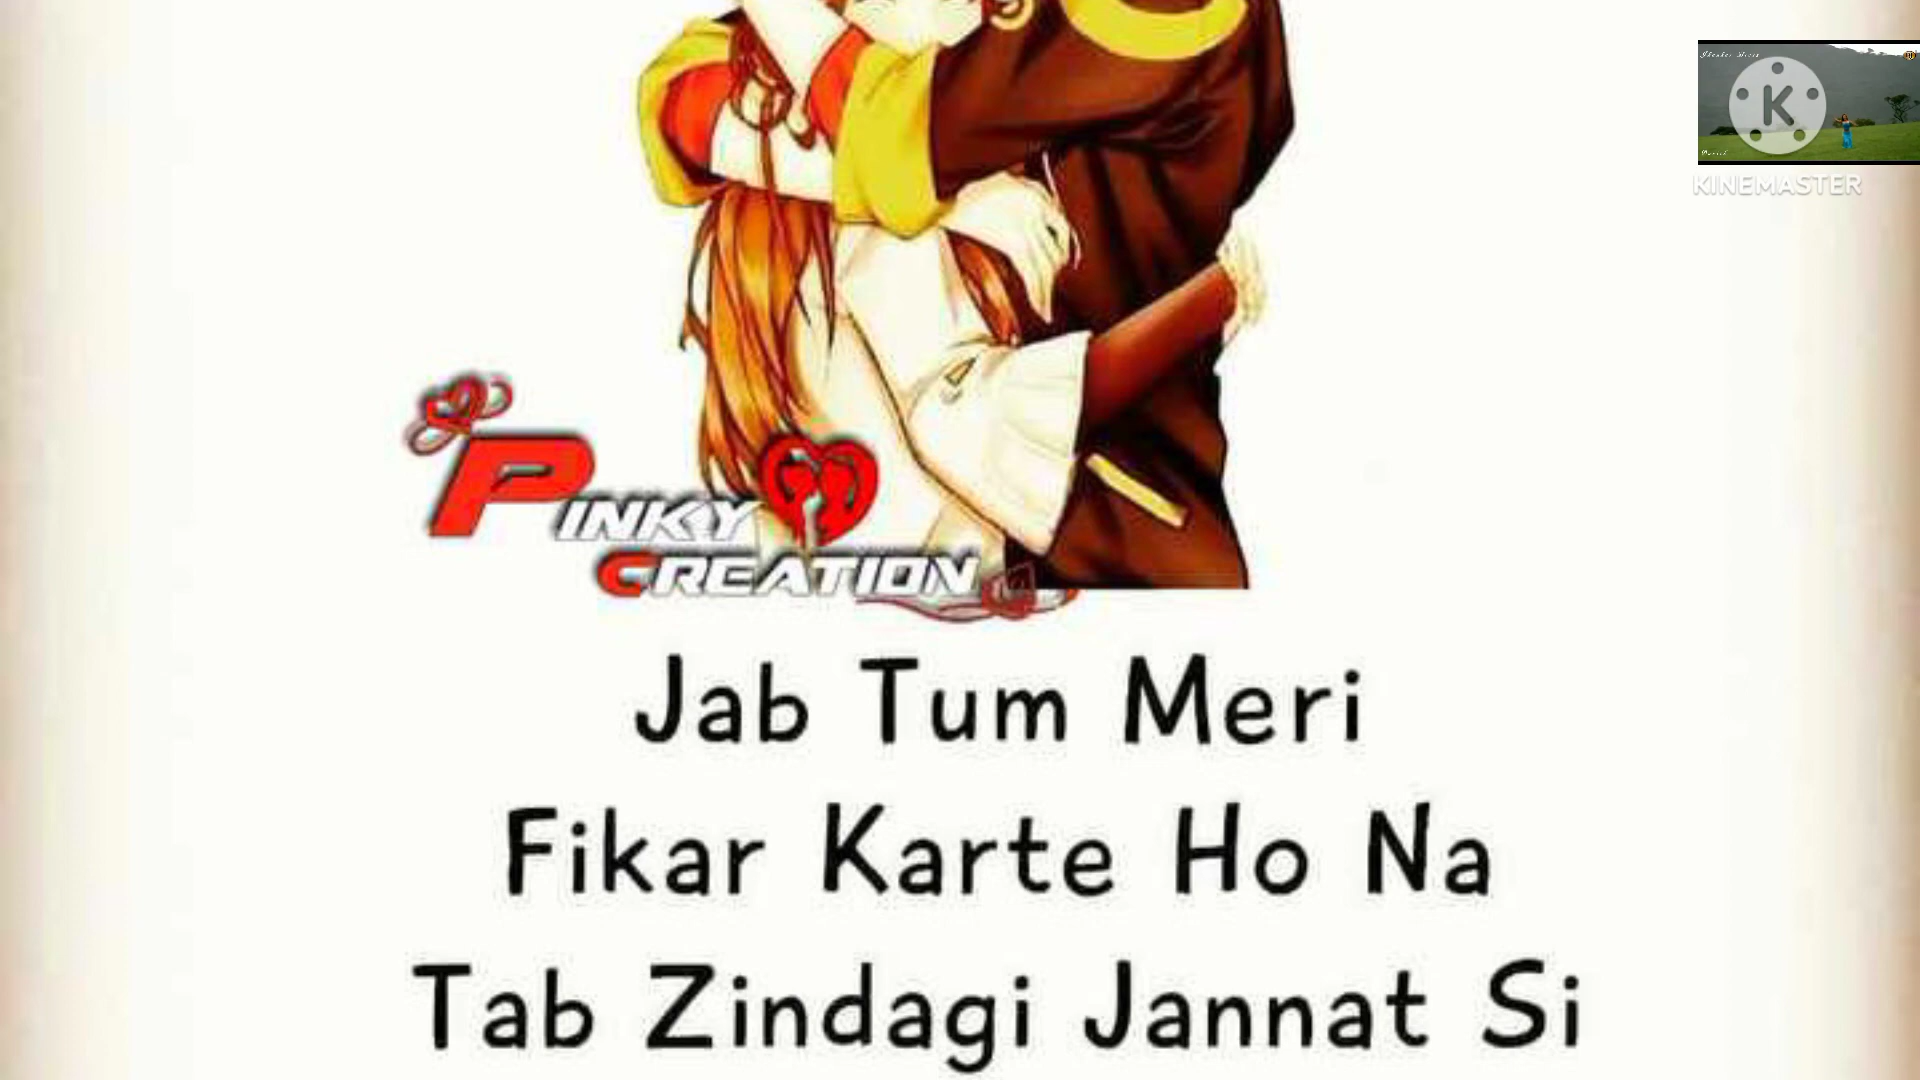 KINEMASTER
PINKY
CREATION
Jab Tum Meri
Fikar Karte Ho Na
Tab Zindagi Jannat Si